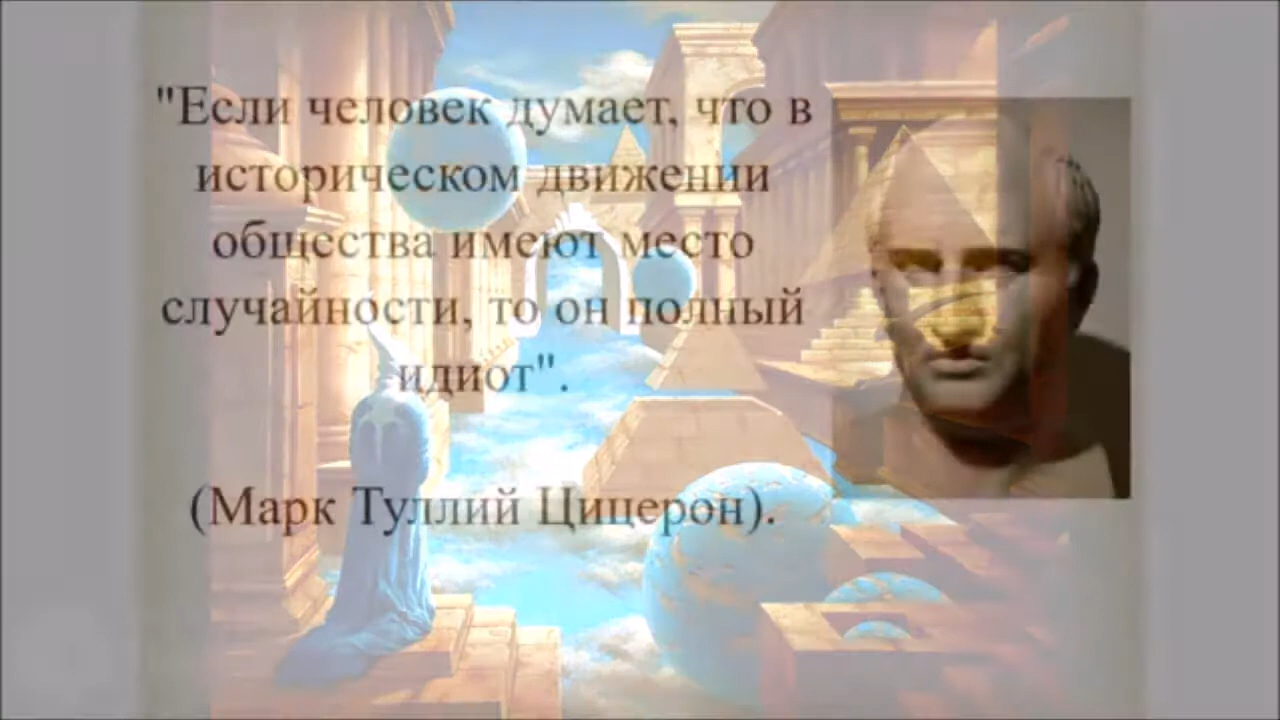 "Если человек думает, что в
историческом движении
общества имеют место
случайности, то он полный
идиот".
(Марк Туллий Цицерон).